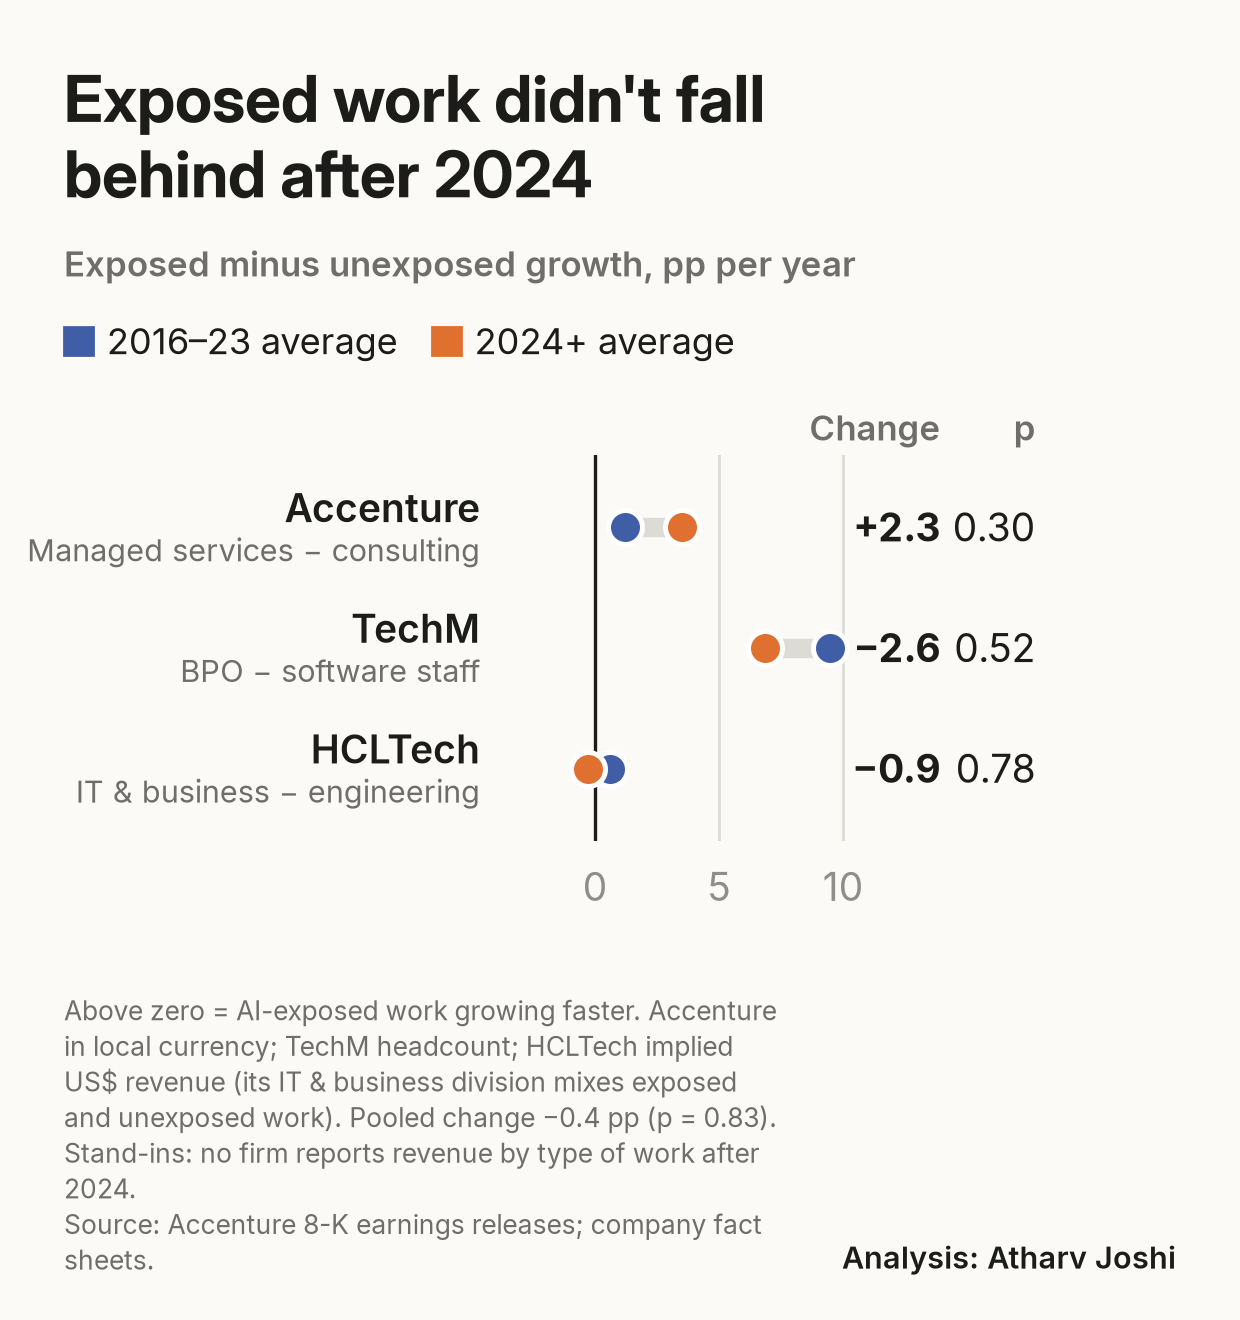 Exposed work didn't fall
behind after 2024
Exposed minus unexposed growth, pp per year
2016–23 average 2024+ average
Change p
Accenture
Managed services – consulting
+2.3 0.30
TechM
BPO – software staff
−2.6 0.52
HCLTech
IT & business – engineering
−0.9 0.78
0 5 10
Above zero = AI-exposed work growing faster. Accenture
in local currency; TechM headcount; HCLTech implied
US$ revenue (its IT & business division mixes exposed
and unexposed work). Pooled change −0.4 pp (p = 0.83).
Stand-ins: no firm reports revenue by type of work after
2024.
Source: Accenture 8-K earnings releases; company fact
sheets.
Analysis: Atharv Joshi